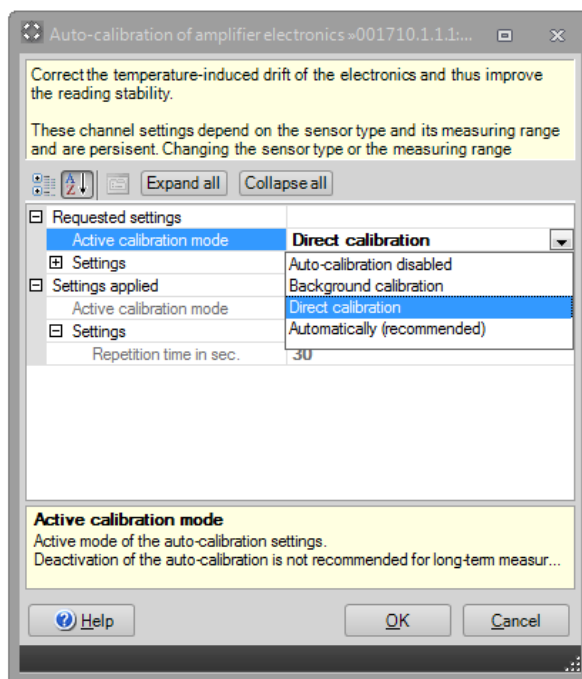 Auto-calibration of amplifier electronics »001710.1.1.1:...
Correct the temperature-induced drift of the electronics and thus improve
the reading stability.
These channel settings depend on the sensor type and its measuring range
and are persisent. Changing the sensor type or the measuring range
Expand all Collapse all
Requested settings
Active calibration mode Direct calibration
Settings Auto-calibration disabled
Settings applied Background calibration
Active calibration mode Direct calibration
Settings Automatically (recommended)
Repetition time in sec. 30
Active calibration mode
Active mode of the auto-calibration settings.
Deactivation of the auto-calibration is not recommended for long-term measur...
Help OK Cancel